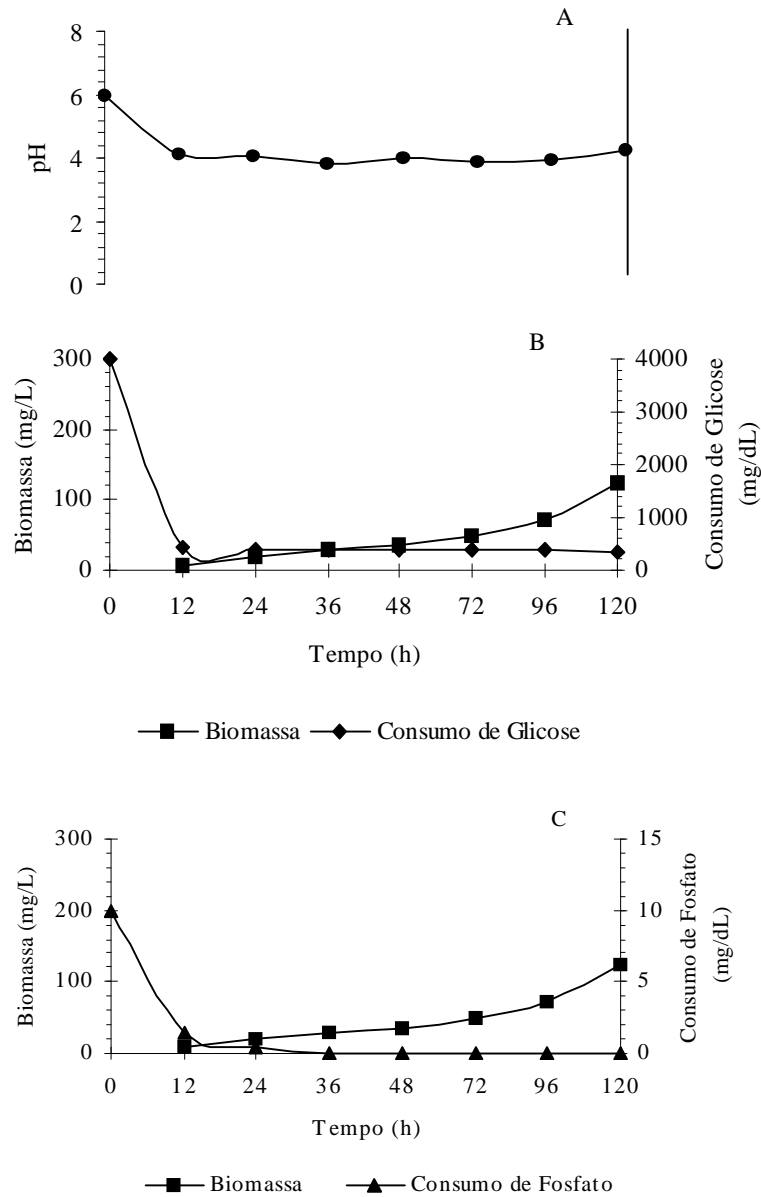 A
pH
8
6
4
2
0
B
Biomassa (mg/L)
300
200
100
0
4000
3000
2000
1000
0
Consumo de Glicose
(mg/dL)
0 12 24 36 48 72 96 120
Tempo (h)
Biomassa Consumo de Glicose
C
Biomassa (mg/L)
300
200
100
0
15
10
5
0
Consumo de Fosfato
(mg/dL)
0 12 24 36 48 72 96 120
Tempo (h)
Biomassa Consumo de Fosfato